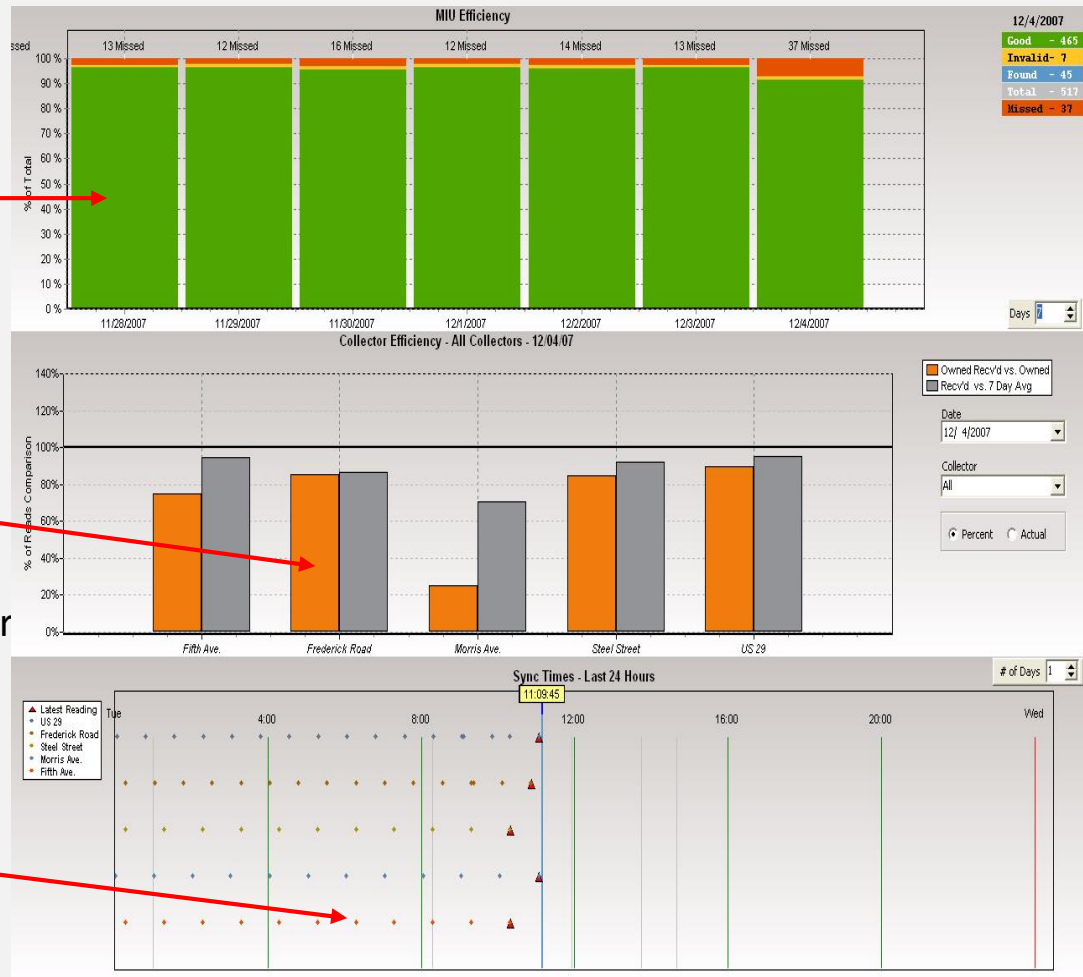 MIU Efficiency
ssed 13 Missed 12 Missed 16 Missed 12 Missed 14 Missed 13 Missed 37 Missed
12/4/2007
Good - 465
Invalid- 7
Found - 45
Total - 517
Missed - 37
% of Total
100 %
90 %
80 %
70 %
60 %
50 %
40 %
30 %
20 %
10 %
0 %
11/28/2007 11/29/2007 11/30/2007 12/1/2007 12/2/2007 12/3/2007 12/4/2007
Days 7
Collector Efficiency - All Collectors - 12/04/07
Owned Recv'd vs. Owned
Recv'd vs. 7 Day Avg
Date
12/ 4/2007
Collector
All
Percent Actual
% of Reads Comparison
140%
120%
100%
80%
60%
40%
20%
0%
r
Fifth Ave. Frederick Road Morris Ave. Steel Street US 29
Sync Times - Last 24 Hours
# of Days 1
11:09:45
Latest Reading
US 29
Frederick Road
Steel Street
Morris Ave.
Fifth Ave.
Tue 4:00 8:00 12:00 16:00 20:00 Wed